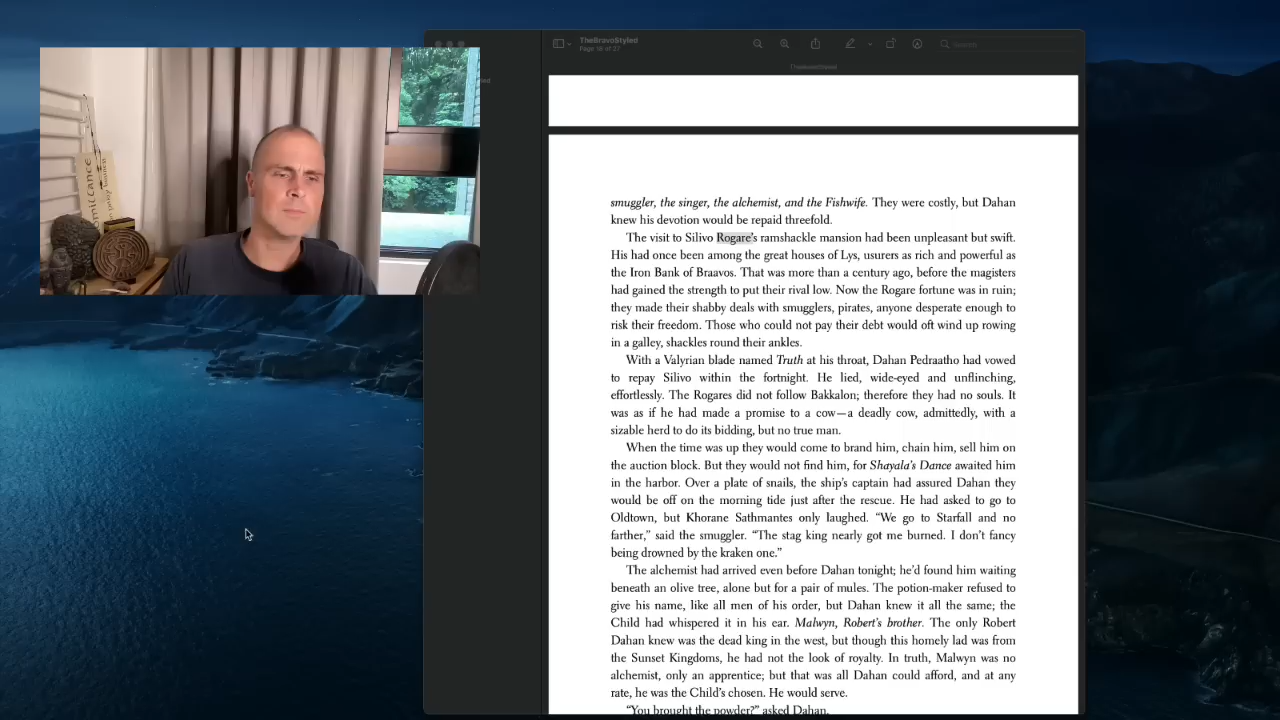 TheBravoStyled
Page 16 of 27
Search
smuggler, the singer, the alchemist, and the Fishwife. They were costly, but Dahan
knew his devotion would be repaid threefold.
The visit to Silivo Rogare's ramshackle mansion had been unpleasant but swift.
His had once been among the great houses of Lys, usurers as rich and powerful as
the Iron Bank of Braavos. That was more than a century ago, before the magisters
had gained the strength to put their rival low. Now the Rogare fortune was in ruin;
they made their shabby deals with smugglers, pirates, anyone desperate enough to
risk their freedom. Those who could not pay their debt would oft wind up rowing
in a galley, shackles round their ankles.
With a Valyrian blade named Truth at his throat, Dahan Pedraatho had vowed
to repay Silivo within the fortnight. He lied, wide-eyed and unflinching,
effortlessly. The Rogares did not follow Bakkalon; therefore they had no souls. It
was as if he had made a promise to a cow—a deadly cow, admittedly, with a
sizable herd to do its bidding, but no true man.
When the time was up they would come to brand him, chain him, sell him on
the auction block. But they would not find him, for Shayala's Dance awaited him
in the harbor. Over a plate of snails, the ship's captain had assured Dahan they
would be off on the morning tide just after the rescue. He had asked to go to
Oldtown, but Khorane Sathmantes only laughed. “We go to Starfall and no
farther,” said the smuggler. “The stag king nearly got me burned. I don't fancy
being drowned by the kraken one.”
The alchemist had arrived even before Dahan tonight; he'd found him waiting
beneath an olive tree, alone but for a pair of mules. The potion-maker refused to
give his name, like all men of his order, but Dahan knew it all the same; the
Child had whispered it in his ear. Malwyn, Robert's brother. The only Robert
Dahan knew was the dead king in the west, but though this homely lad was from
the Sunset Kingdoms, he had not the look of royalty. In truth, Malwyn was no
alchemist, only an apprentice; but that was all Dahan could afford, and at any
rate, he was the Child's chosen. He would serve.
“You brought the powder?” asked Dahan.